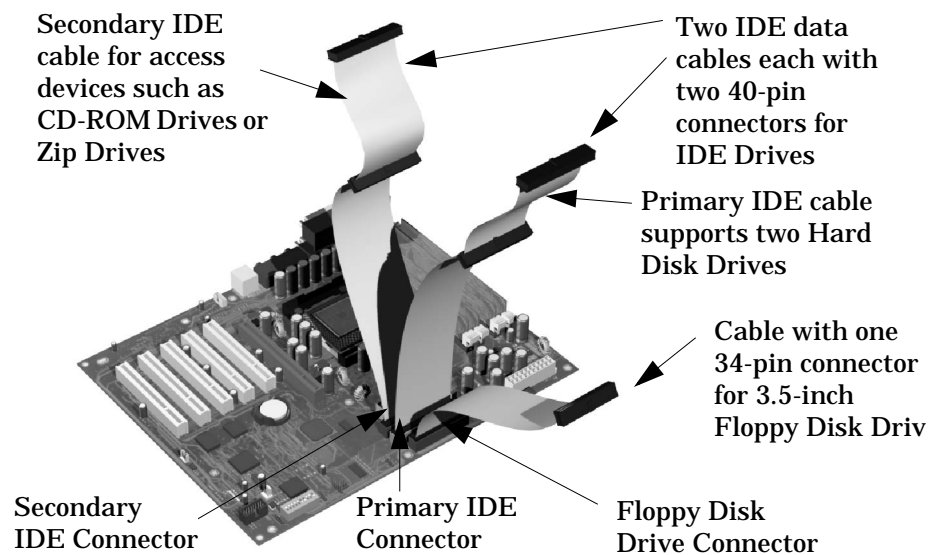 Secondary IDE
cable for access
devices such as
CD-ROM Drives or
Zip Drives
Two IDE data
cables each with
two 40-pin
connectors for
IDE Drives
Primary IDE cable
supports two Hard
Disk Drives
Cable with one
34-pin connector
for 3.5-inch
Floppy Disk Driv
Secondary
IDE Connector
Primary IDE
Connector
Floppy Disk
Drive Connector